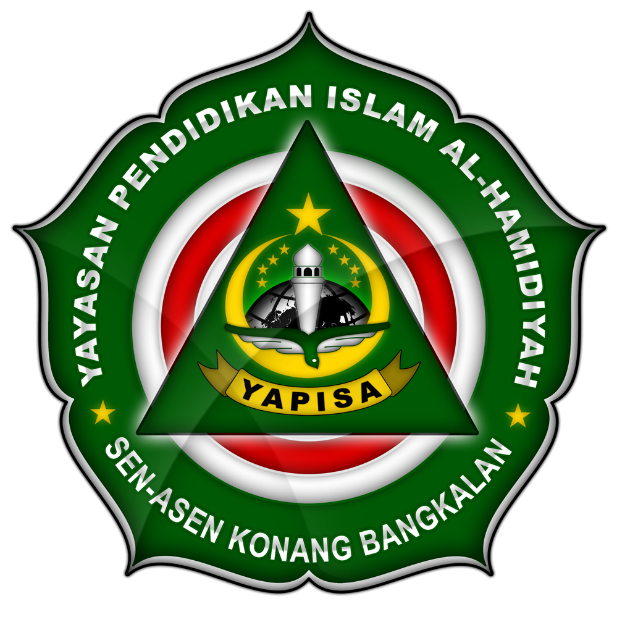 YAYASAN PENDIDIKAN ISLAM AL-HAMIDIYAH
YAPISA
SEN-ASEN KONANG BANGKALAN